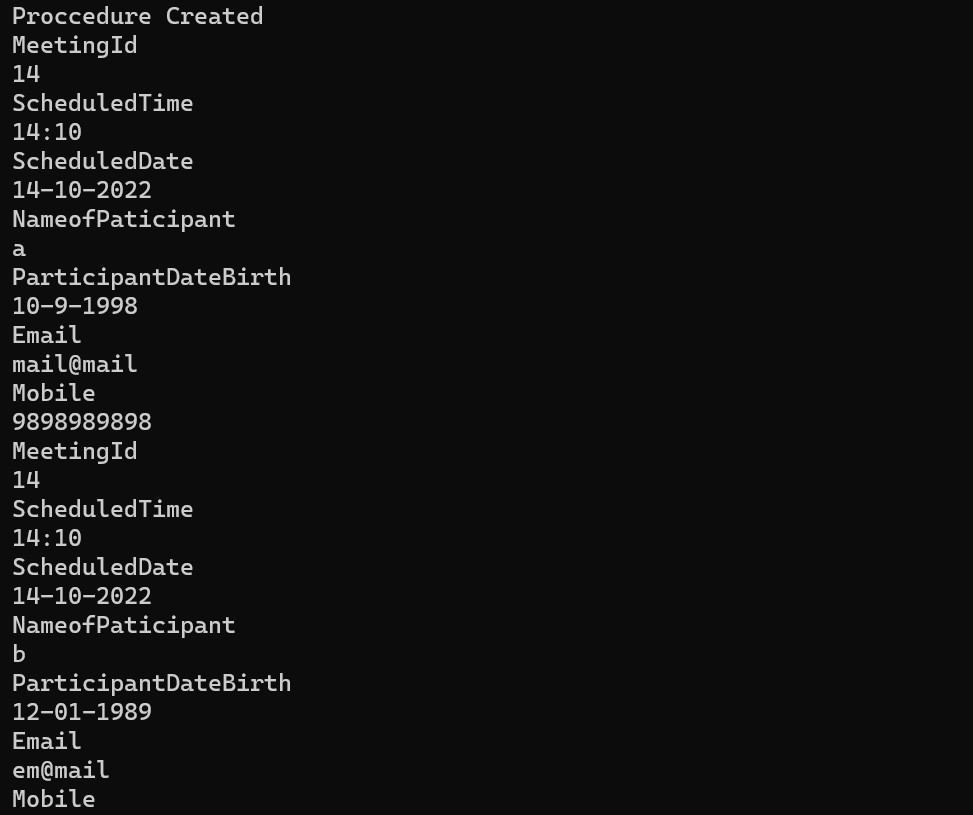 Proccedure Created
MeetingId
14
ScheduledTime
14:10
ScheduledDate
14-10-2022
NameofPaticipant
a
ParticipantDateBirth
10-9-1998
Email
mail@mail
Mobile
9898989898
MeetingId
14
ScheduledTime
14:10
ScheduledDate
14-10-2022
NameofPaticipant
b
ParticipantDateBirth
12-01-1989
Email
em@mail
Mobile